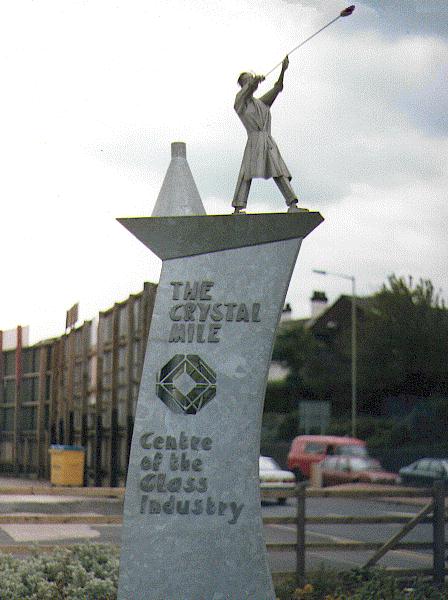 THE
CRYSTAL
MILE
Centre
of the
Glass
Industry